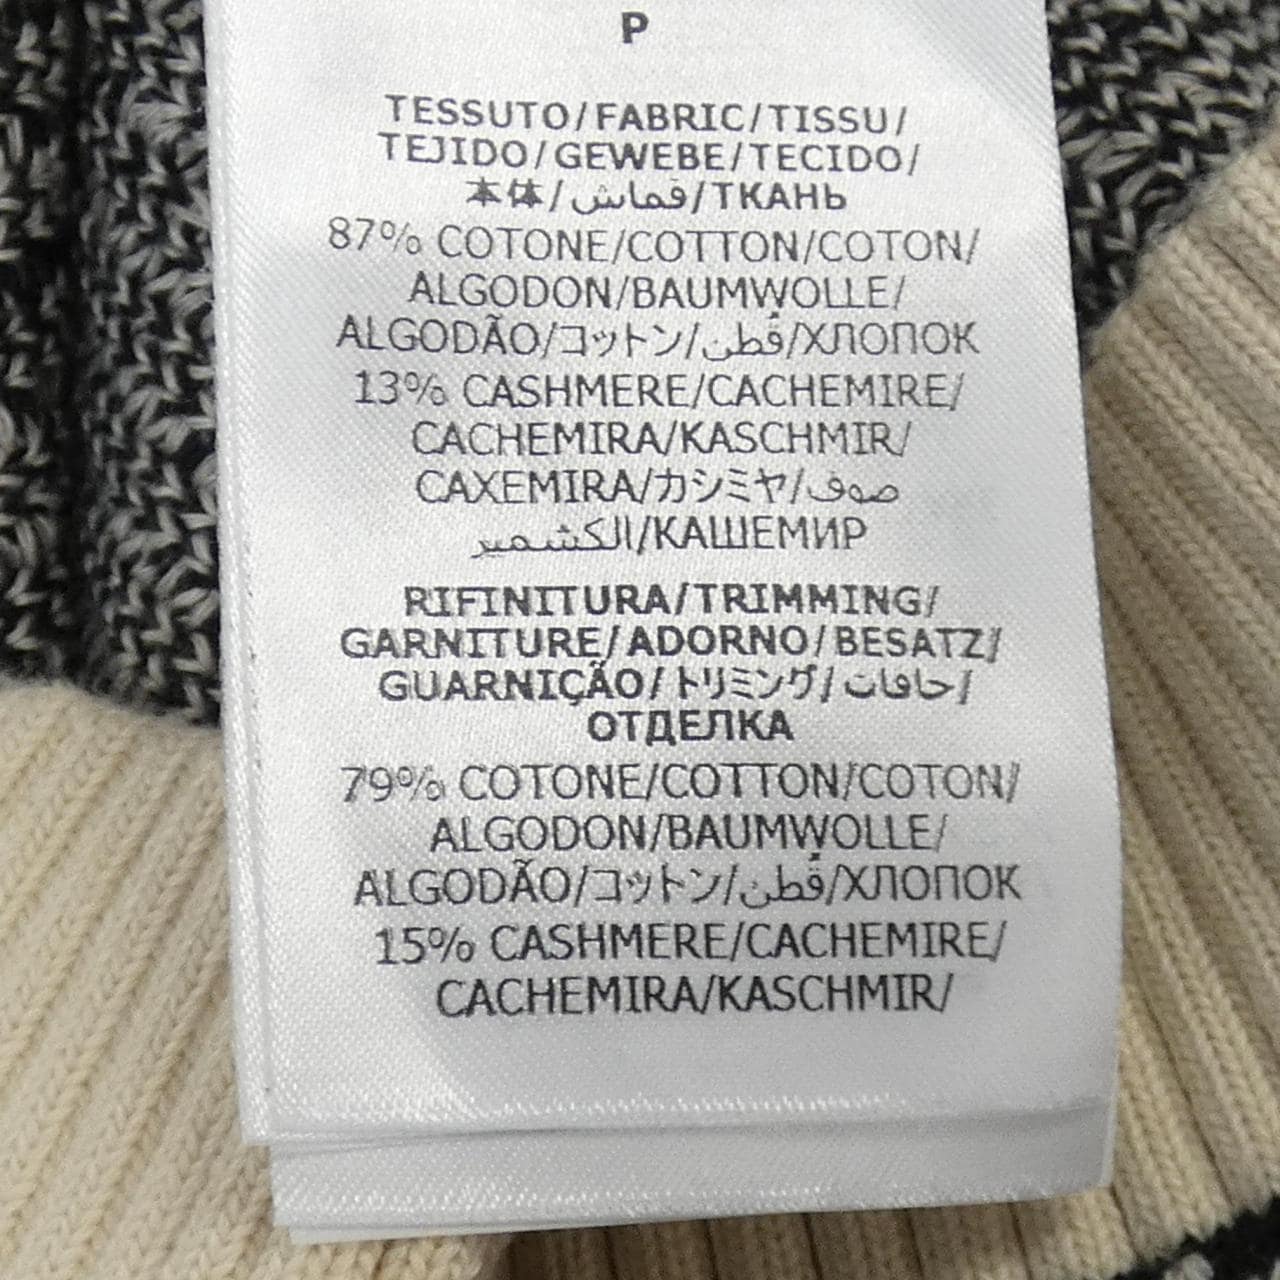 P
TESSUTO/FABRIC/TISSU/
TEJIDO/GEWEBE/TECIDO/
本体/قماش/ТКАНЬ
87% COTONE/COTTON/COTON/
ALGODON/BAUMWOLLE/
ALGODÃO/コットン/قطن/ХЛОПОК
13% CASHMERE/CACHEMIRE/
CACHEMIRA/KASCHMIR/
CAXEMIRA/カシミヤ/صوف
الكشمير/КАШЕМИР
RIFINITURA/TRIMMING/
GARNITURE/ADORNO/BESATZ/
GUARNIÇÃO/トリミング/حافات/
ОТДЕЛКА
79% COTONE/COTTON/COTON/
ALGODON/BAUMWOLLE/
ALGODÃO/コットン/قطن/ХЛОПОК
15% CASHMERE/CACHEMIRE/
CACHEMIRA/KASCHMIR/